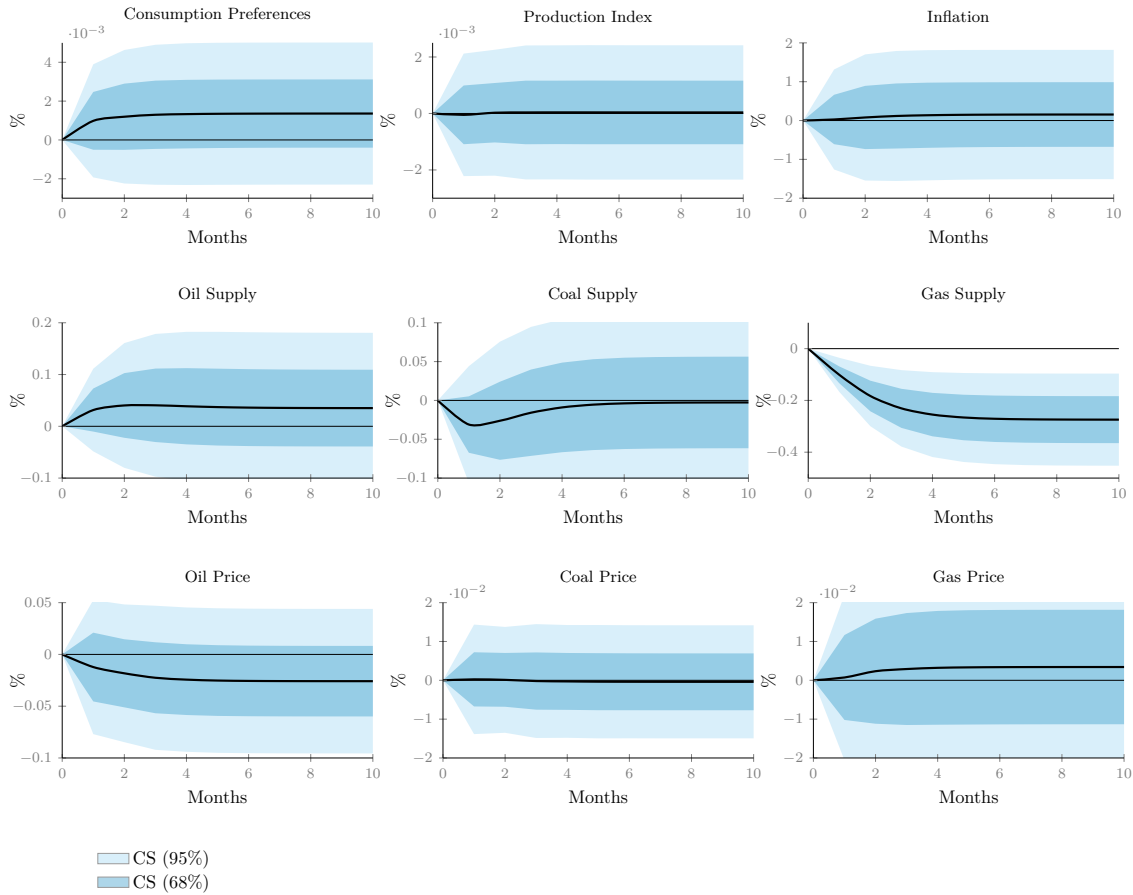 Consumption Preferences
·10⁻³
4
2
0
−2
0 2 4 6 8 10
%
Months
Production Index
·10⁻³
2
0
−2
0 2 4 6 8 10
%
Months
Inflation
2
1
0
−1
−2
0 2 4 6 8 10
%
Months
Oil Supply
0.2
0.1
0
−0.1
0 2 4 6 8 10
%
Months
Coal Supply
0.1
0.05
0
−0.05
−0.1
0 2 4 6 8 10
%
Months
Gas Supply
0
−0.2
−0.4
0 2 4 6 8 10
%
Months
Oil Price
0.05
0
−0.05
−0.1
0 2 4 6 8 10
%
Months
Coal Price
·10⁻²
2
1
0
−1
−2
0 2 4 6 8 10
%
Months
Gas Price
·10⁻²
2
1
0
−1
−2
0 2 4 6 8 10
%
Months
CS (95%)
CS (68%)